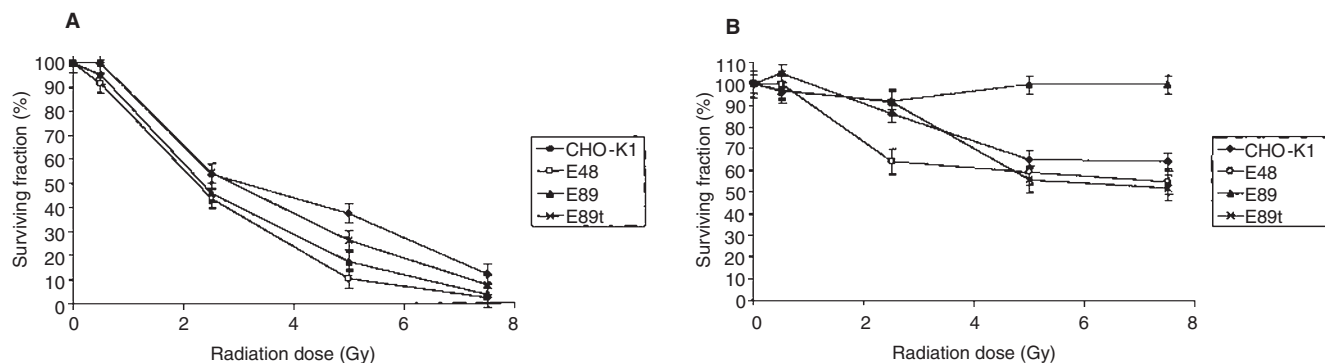 A
Surviving fraction (%)
100
90
80
70
60
50
40
30
20
10
0
0 2 4 6 8
Radiation dose (Gy)
CHO-K1
E48
E89
E89t
B
Surviving fraction (%)
110
100
90
80
70
60
50
40
30
20
10
0
0 2 4 6 8
Radiation dose (Gy)
CHO-K1
E48
E89
E89t